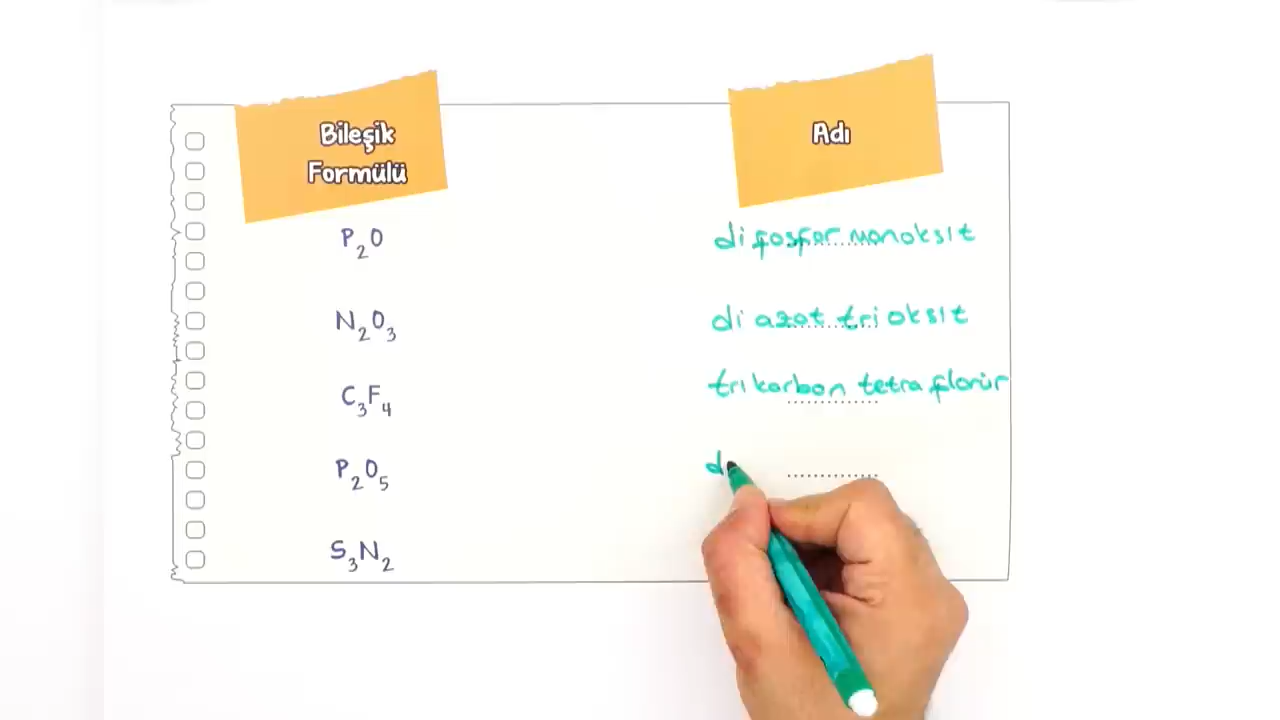 Bileşik
Formülü
Adı
P₂O
di fosfor monoksit
N₂O₃
di azot tri oksit
C₃F₄
tri karbon tetra florür
P₂O₅
d
S₃N₂